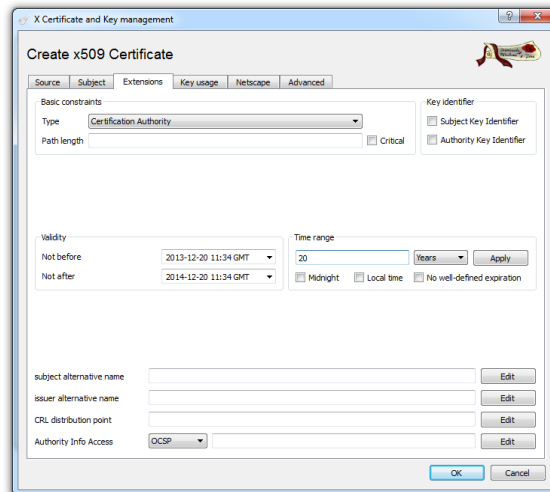 X Certificate and Key management
Create x509 Certificate
Source Subject Extensions Key usage Netscape Advanced
Basic constraints
Type Certification Authority
Path length Critical
Key identifier
Subject Key Identifier
Authority Key Identifier
Validity
Not before 2013-12-20 11:34 GMT
Not after 2014-12-20 11:34 GMT
Time range
20 Years Apply
Midnight Local time No well-defined expiration
subject alternative name Edit
issuer alternative name Edit
CRL distribution point Edit
Authority Info Access OCSP Edit
OK Cancel